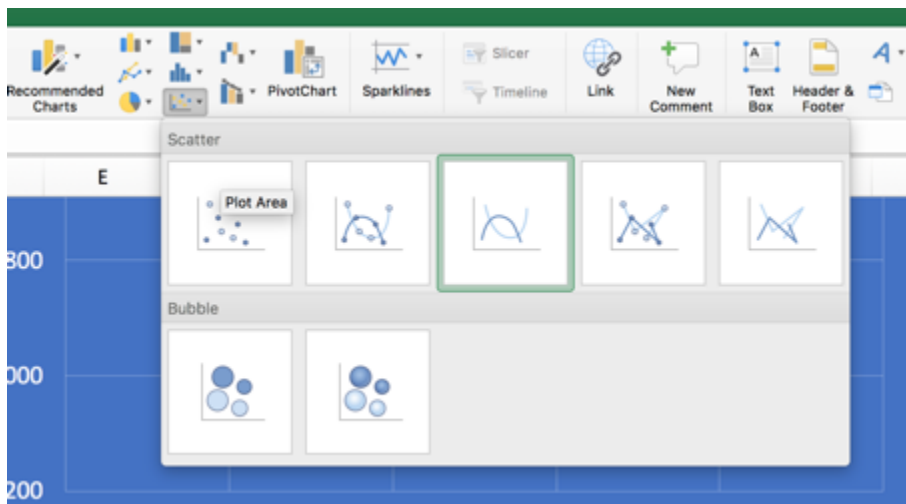 Recommended
Charts
PivotChart
Sparklines
Slicer
Timeline
Link
New
Comment
A
Text
Box
Header &
Footer
A
Scatter
E
Plot Area
800
Bubble
000
200